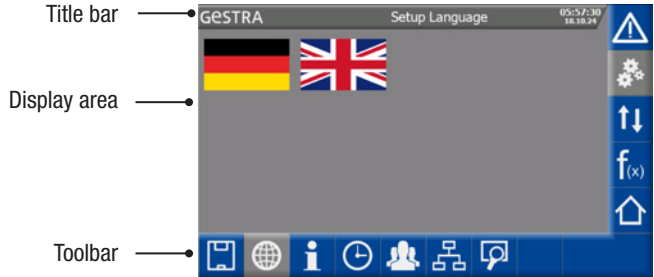 Title bar
GESTRA Setup Language 05:57:30
18.10.24
Display area
f(x)
i
Toolbar